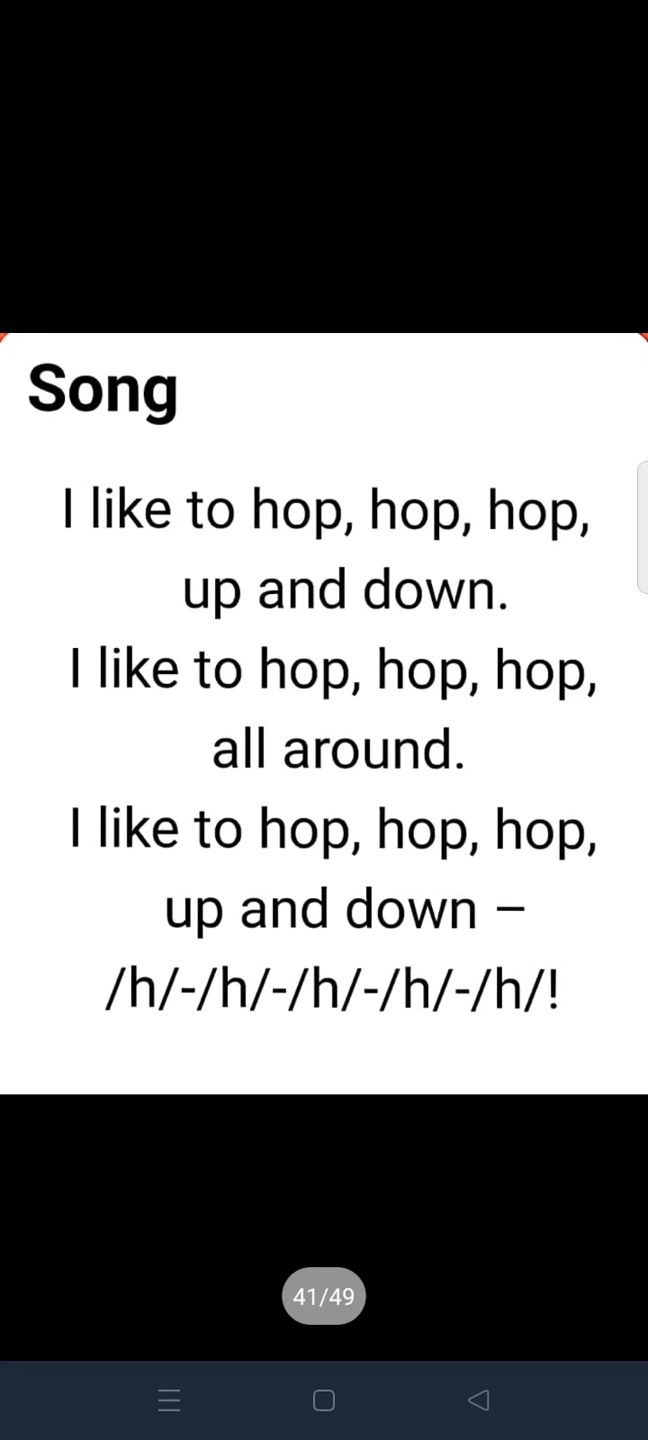 Song
I like to hop, hop, hop,
up and down.
I like to hop, hop, hop,
all around.
I like to hop, hop, hop,
up and down –
/h/-/h/-/h/-/h/-/h/!
41/49